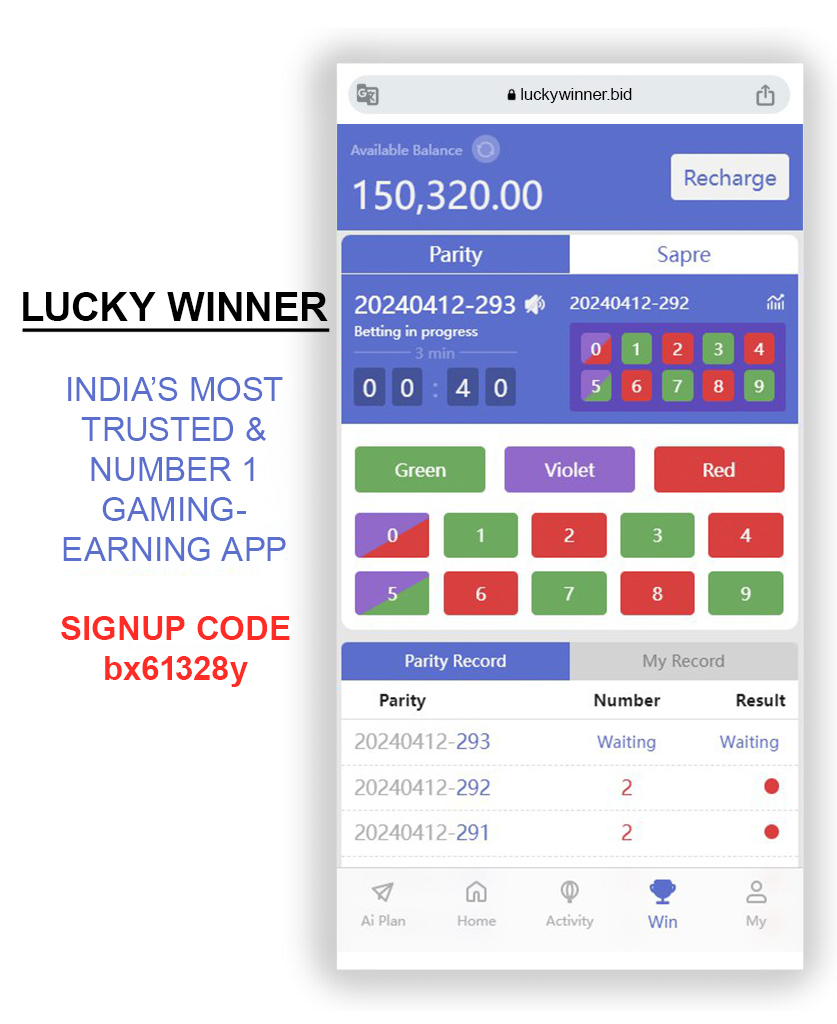 LUCKY WINNER
INDIA'S MOST
TRUSTED &
NUMBER 1
GAMING-
EARNING APP
SIGNUP CODE
bx61328y
luckywinner.bid
Available Balance
150,320.00
Recharge
Parity Sapre
20240412-293 20240412-292
Betting in progress
3 min
0 0 : 4 0
0 1 2 3 4
5 6 7 8 9
Green Violet Red
0 1 2 3 4
5 6 7 8 9
Parity Record My Record
Parity Number Result
20240412-293 Waiting Waiting
20240412-292 2
20240412-291 2
Ai Plan Home Activity Win My